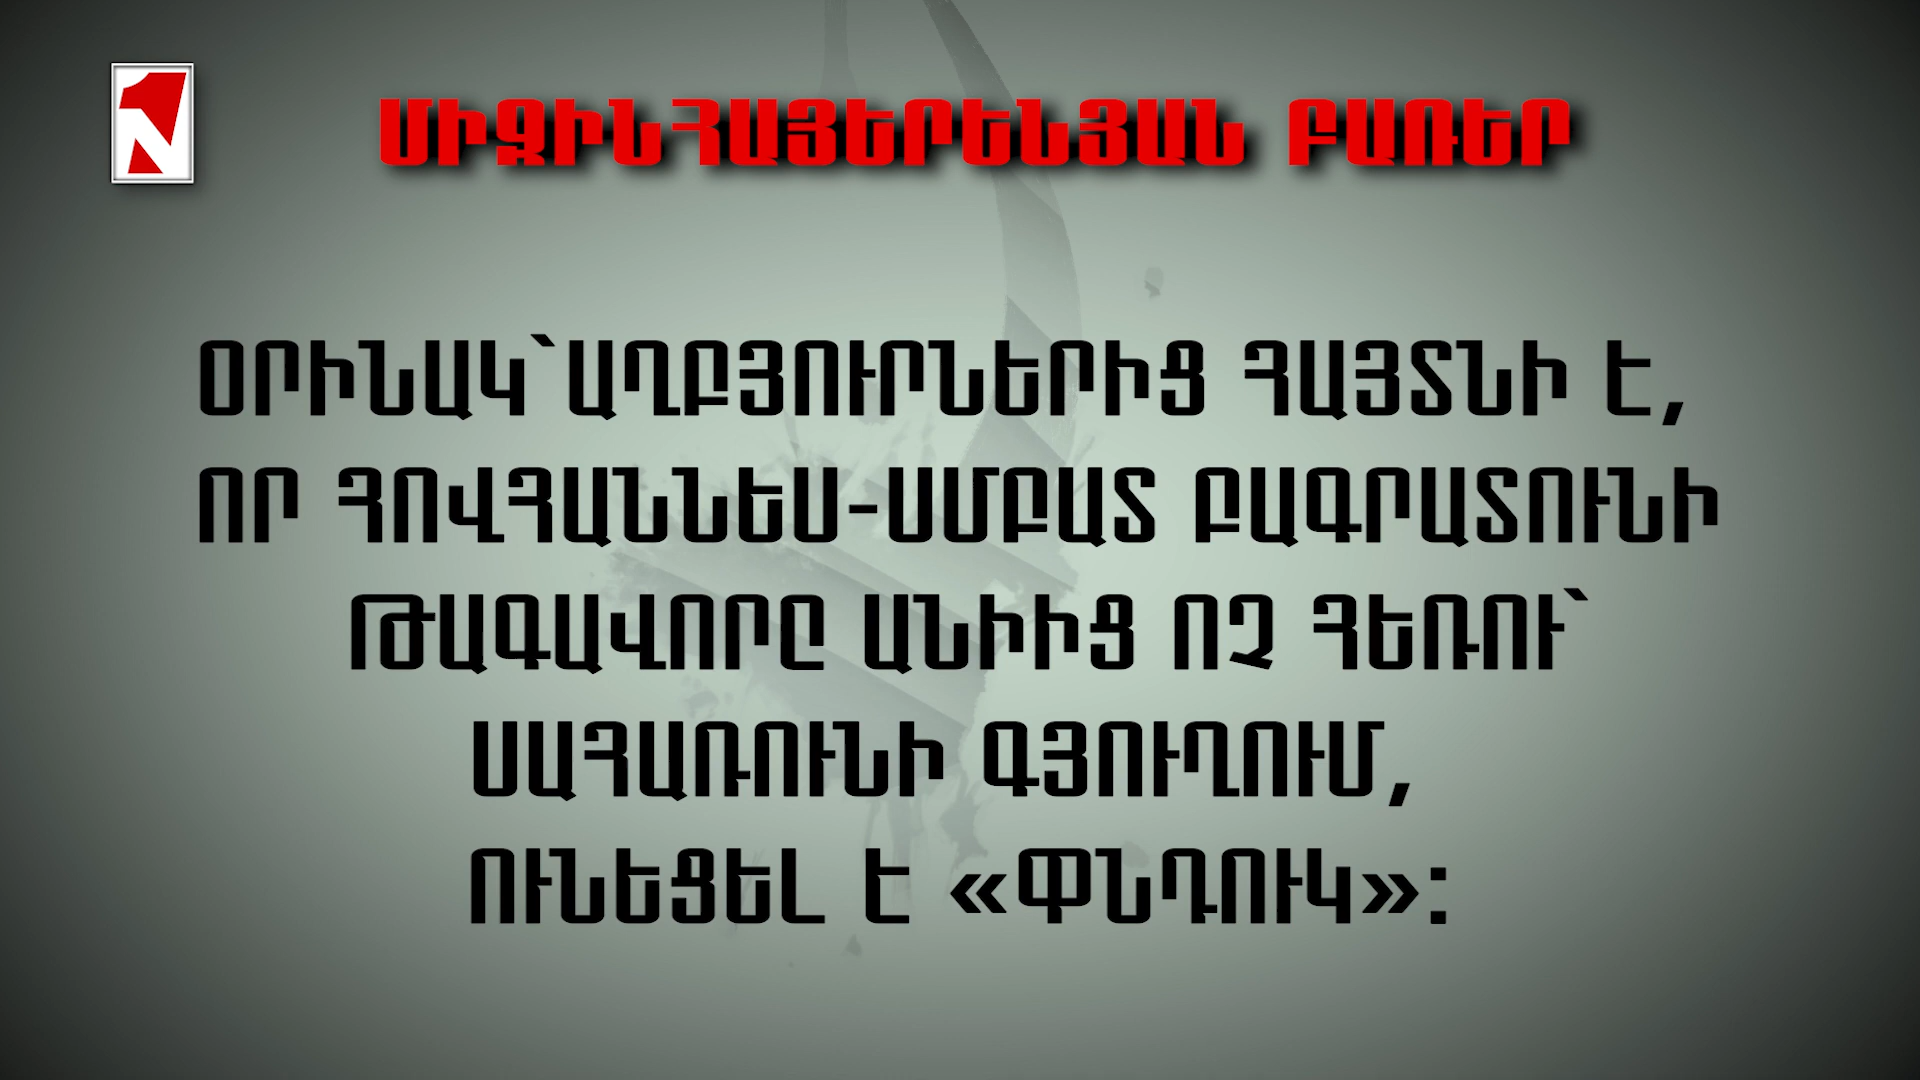 ՄԻՋԻՆՀԱՅԵՐԵՆՅԱՆ ԲԱՌԵՐ
ՕՐԻՆԱԿ՝ԱՂԲՅՈՒՐՆԵՐԻՑ ՀԱՅՏՆԻ Է,
ՈՐ ՀՈՎՀԱՆՆԵՍ-ՍՄԲԱՏ ԲԱԳՐԱՏՈՒՆԻ
ԹԱԳԱՎՈՐԸ ԱՆԻԻՑ ՈՉ ՀԵՌՈՒ՝
ՍԱՀԱՌՈՒՆԻ ԳՅՈՒՂՈՒՄ,
ՈՒՆԵՑԵԼ Է «ՓՆԴՈՒԿ»: